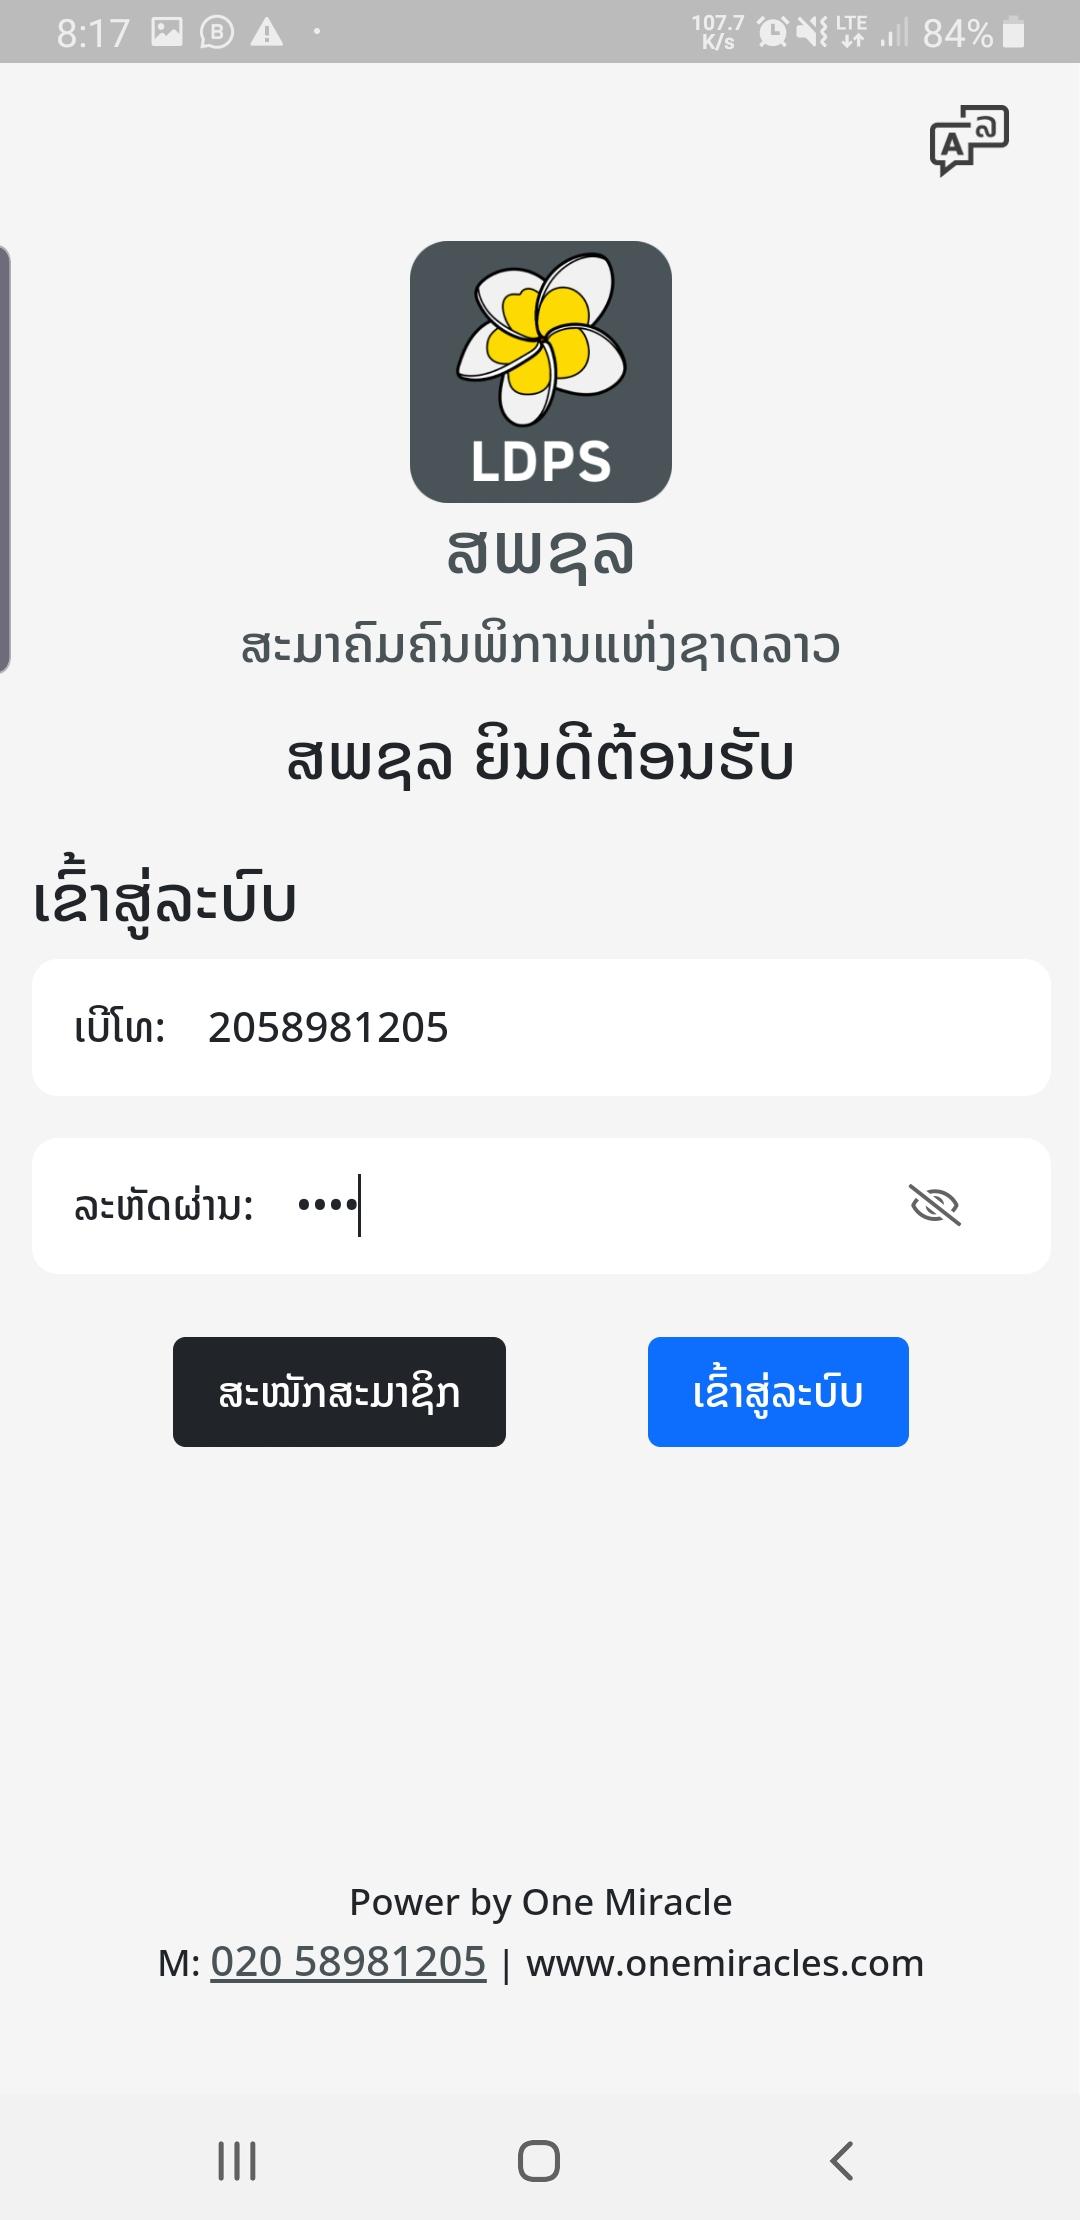 8:17
107.7 K/s LTE 84%
A ລ
LDPS
ສພຊລ
ສະມາຄົມຄົນພິການແຫ່ງຊາດລາວ
ສພຊລ ຍິນດີຕ້ອນຮັບ
ເຂົ້າສູ່ລະບົບ
ເບີໂທ: 2058981205
ລະຫັດຜ່ານ: ••••
ສະໝັກສະມາຊິກ
ເຂົ້າສູ່ລະບົບ
Power by One Miracle
M: 020 58981205 | www.onemiracles.com